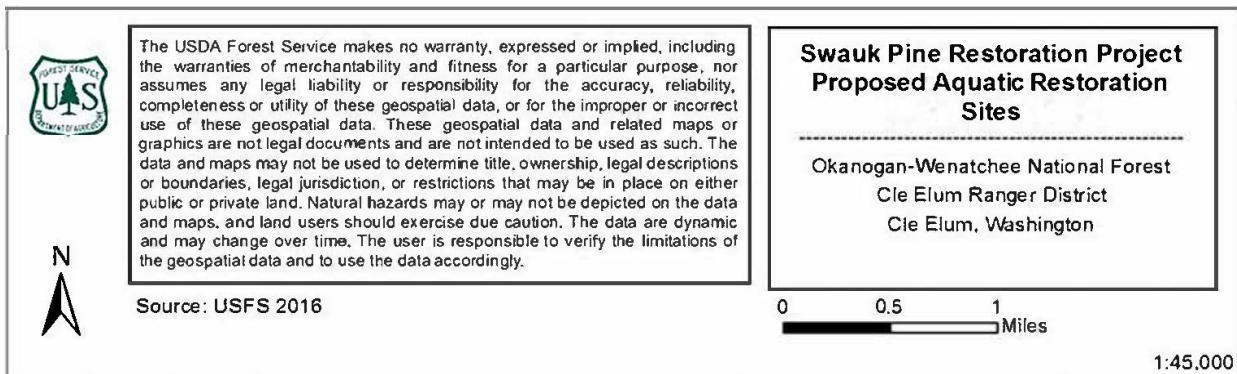 FOREST SERVICE
U S
DEPARTMENT OF AGRICULTURE
The USDA Forest Service makes no warranty, expressed or implied, including
the warranties of merchantability and fitness for a particular purpose, nor
assumes any legal liability or responsibility for the accuracy, reliability,
completeness or utility of these geospatial data, or for the improper or incorrect
use of these geospatial data. These geospatial data and related maps or
graphics are not legal documents and are not intended to be used as such. The
data and maps may not be used to determine title, ownership, legal descriptions
or boundaries, legal jurisdiction, or restrictions that may be in place on either
public or private land. Natural hazards may or may not be depicted on the data
and maps, and land users should exercise due caution. The data are dynamic
and may change over time. The user is responsible to verify the limitations of
the geospatial data and to use the data accordingly.
N
Source: USFS 2016
Swauk Pine Restoration Project
Proposed Aquatic Restoration
Sites
Okanogan-Wenatchee National Forest
Cle Elum Ranger District
Cle Elum, Washington
0 0.5 1
Miles
1:45,000